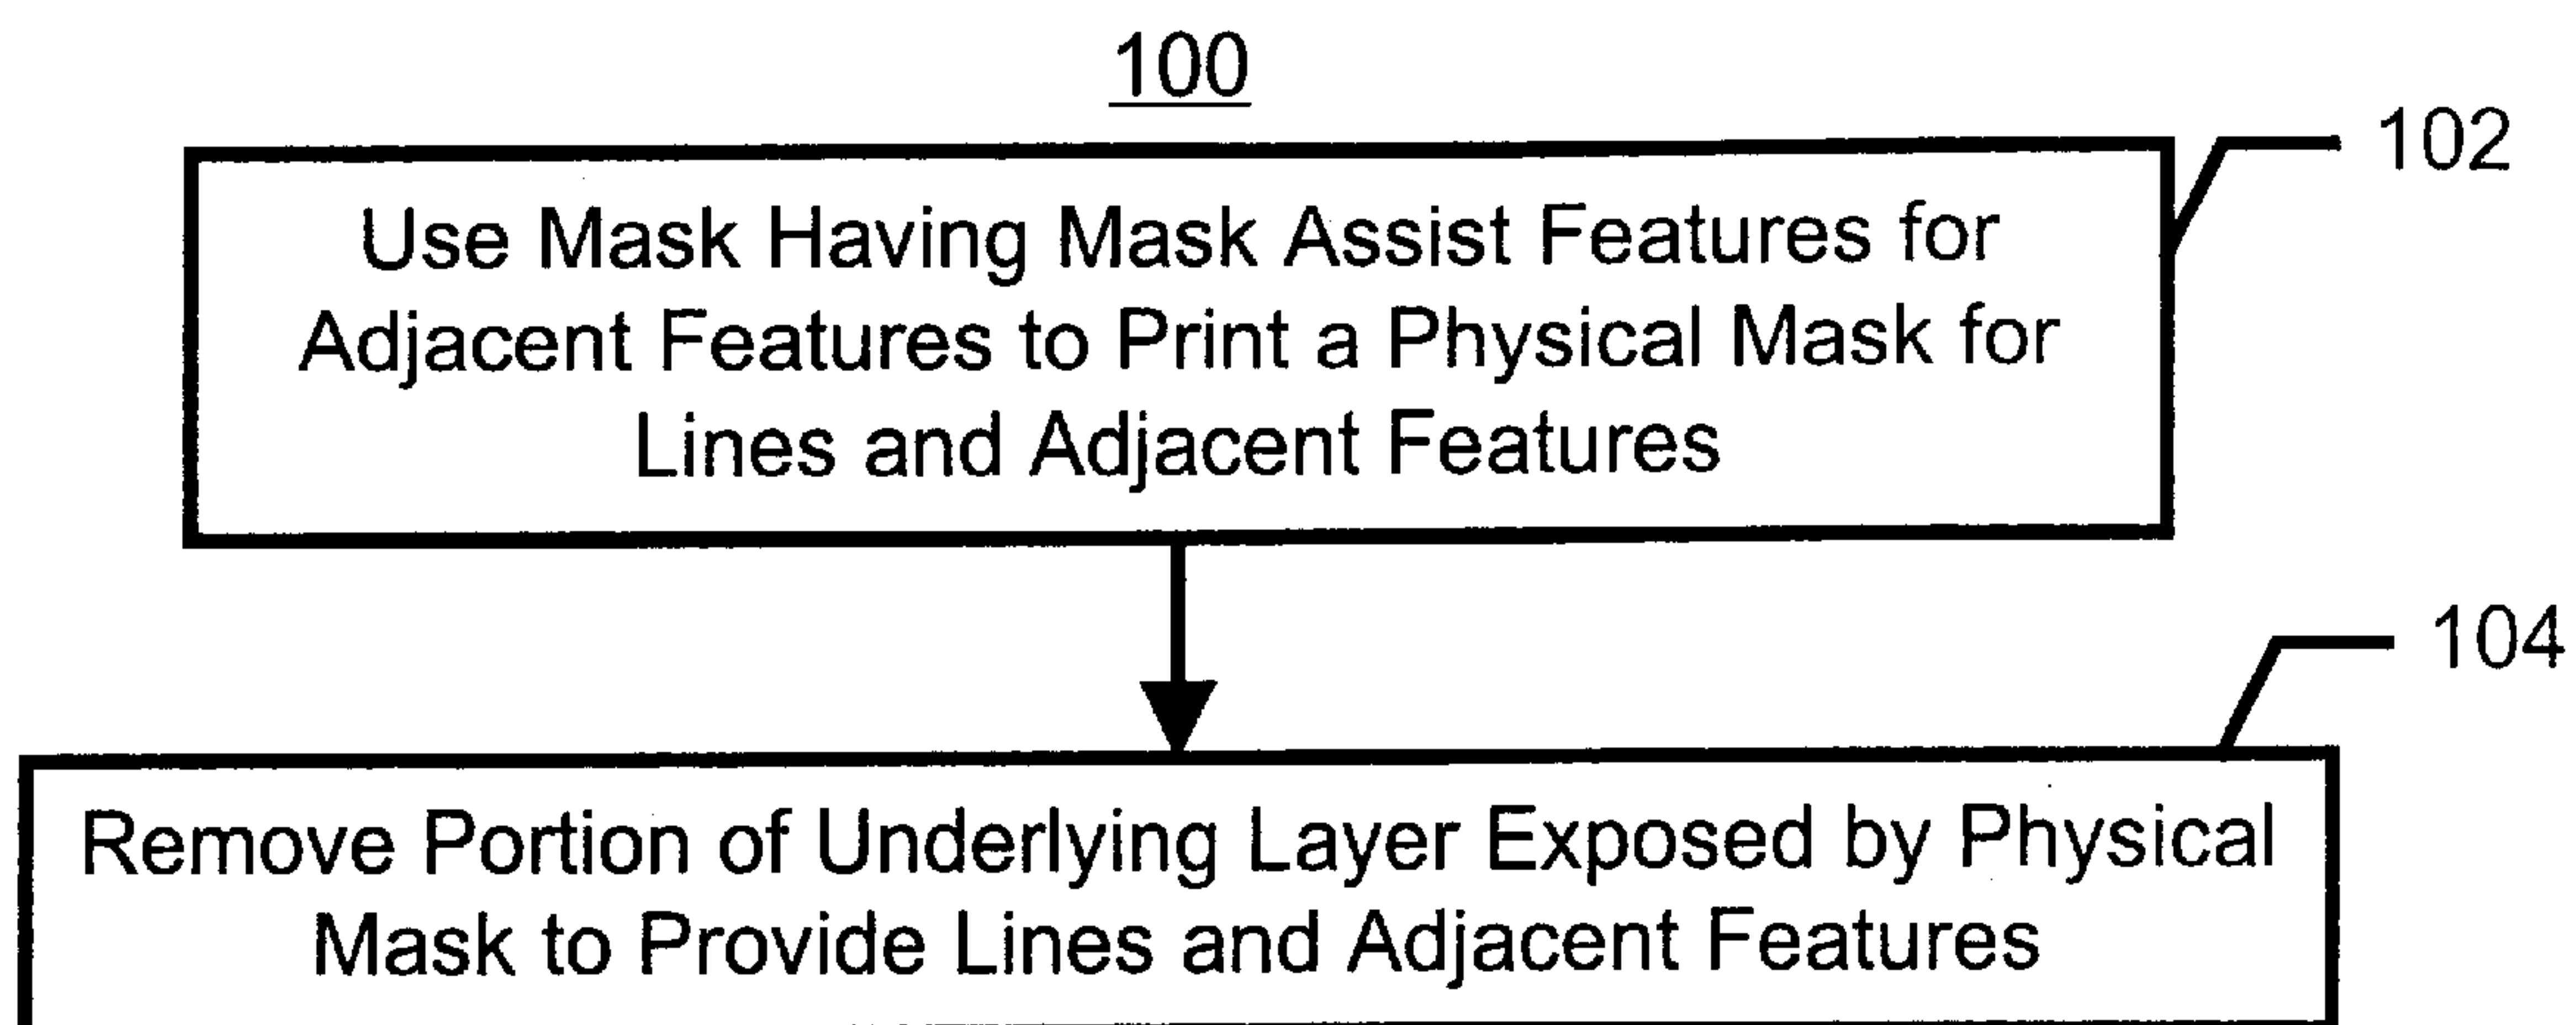 100
102
Use Mask Having Mask Assist Features for
Adjacent Features to Print a Physical Mask for
Lines and Adjacent Features
104
Remove Portion of Underlying Layer Exposed by Physical
Mask to Provide Lines and Adjacent Features